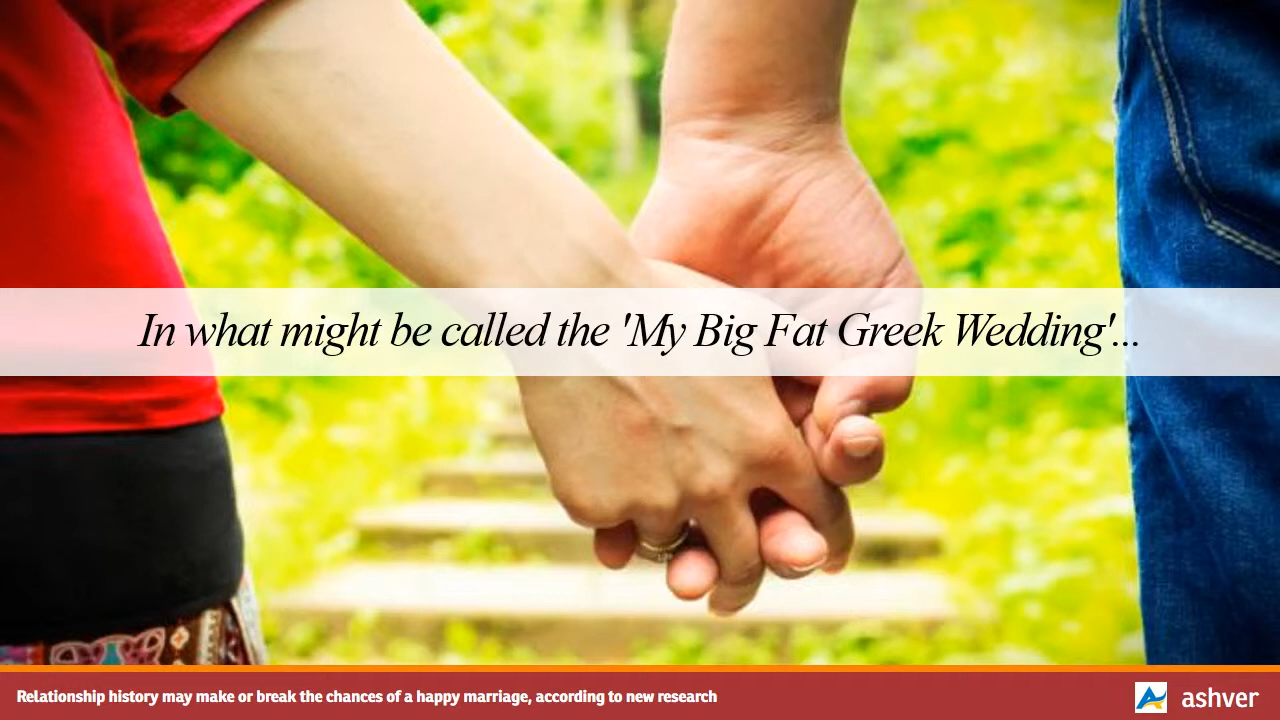 In what might be called the 'My Big Fat Greek Wedding'...
Relationship history may make or break the chances of a happy marriage, according to new research
ashver